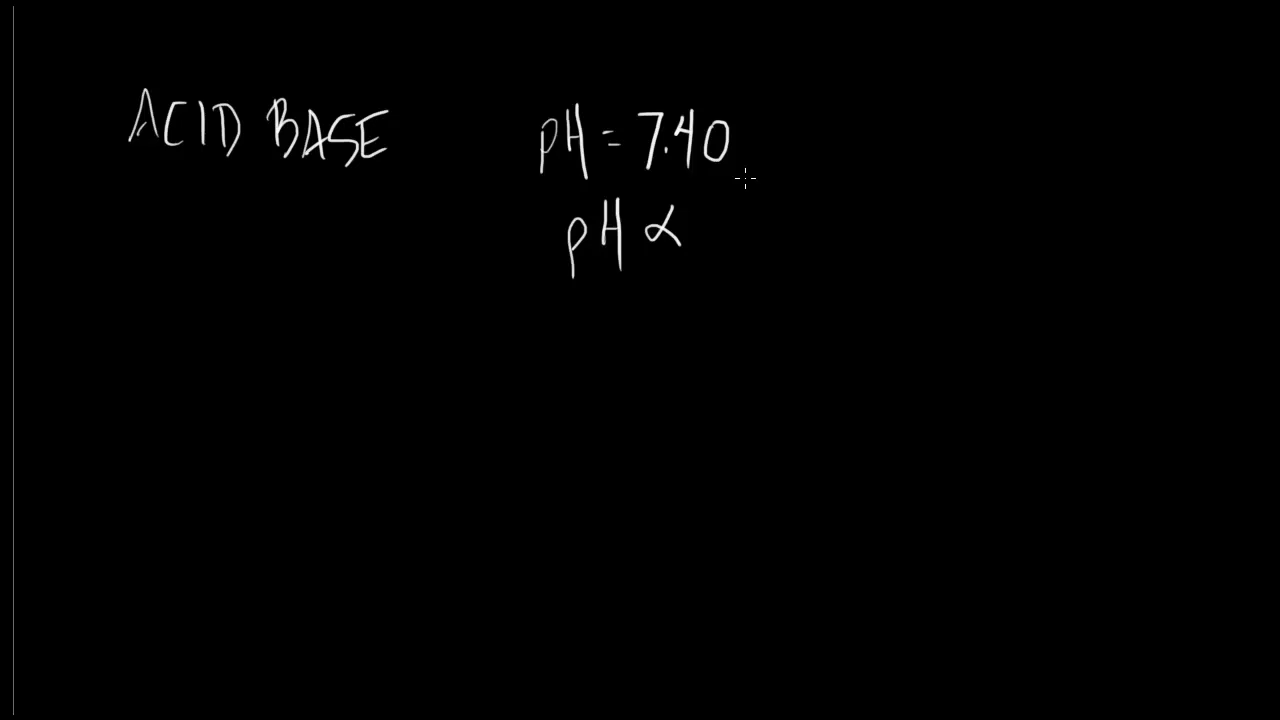 ACID BASE
pH = 7.40
pH ∝